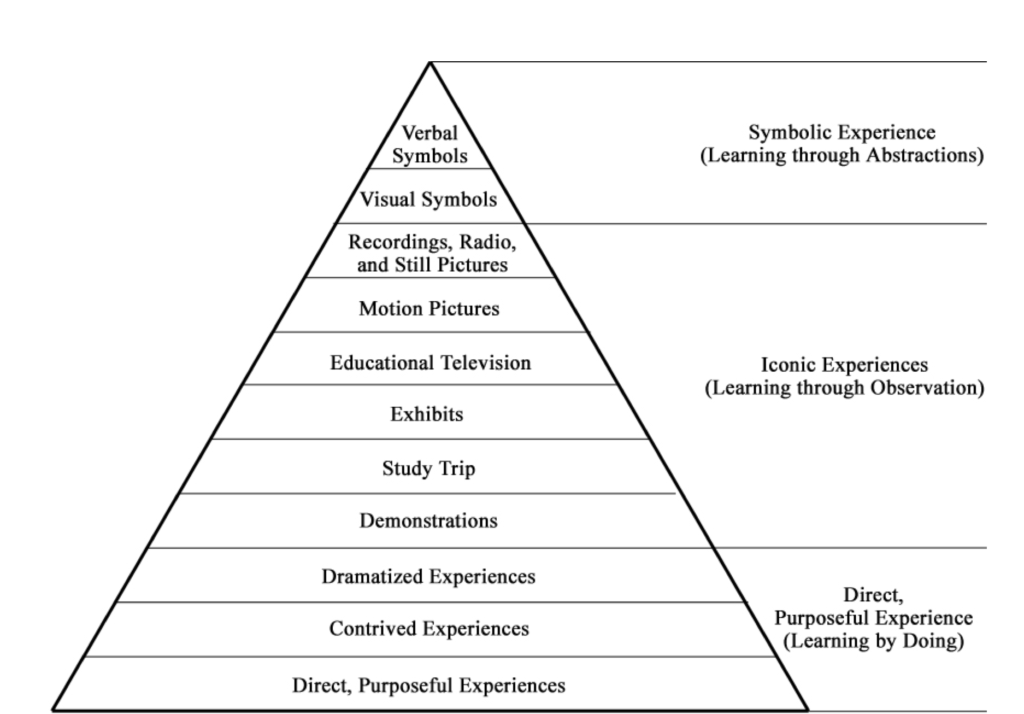 Verbal
Symbols
Symbolic Experience
(Learning through Abstractions)
Visual Symbols
Recordings, Radio,
and Still Pictures
Motion Pictures
Educational Television
Iconic Experiences
(Learning through Observation)
Exhibits
Study Trip
Demonstrations
Dramatized Experiences
Direct,
Purposeful Experience
(Learning by Doing)
Contrived Experiences
Direct, Purposeful Experiences